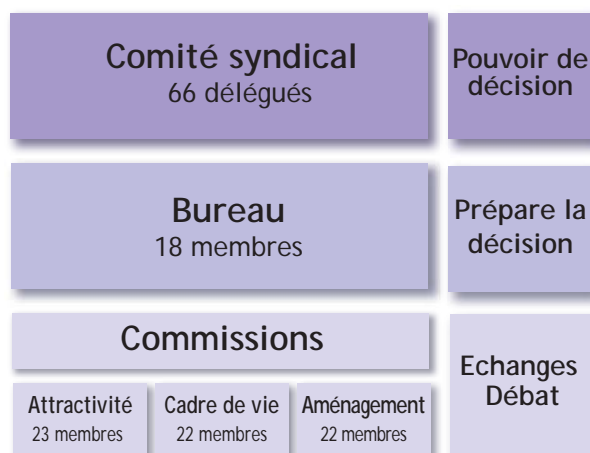 Comité syndical
66 délégués
Pouvoir de
décision
Bureau
18 membres
Prépare la
décision
Commissions
Echanges
Débat
Attractivité
23 membres
Cadre de vie
22 membres
Aménagement
22 membres